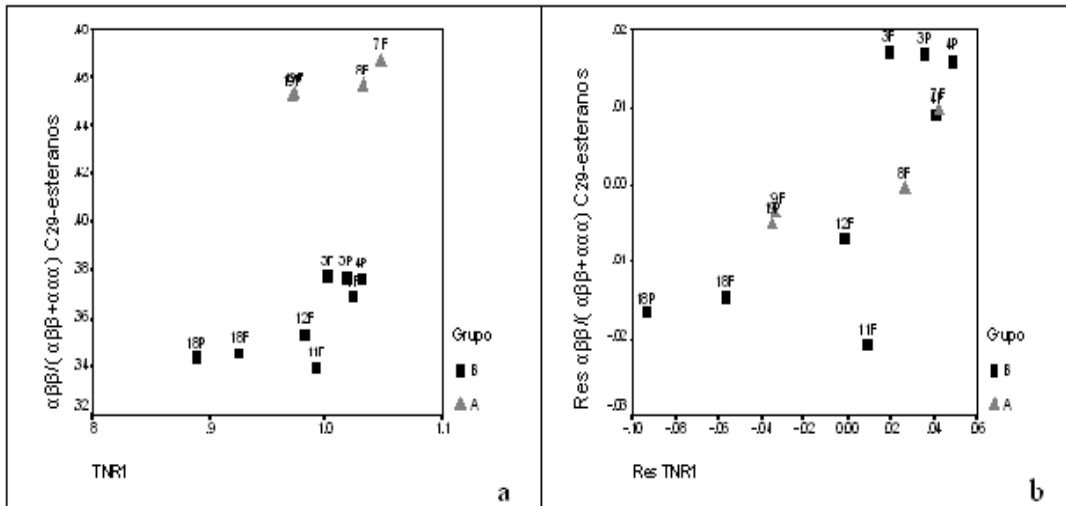 .40
.46
.44
.42
.40
.38
.36
.34
.32
αββ/(αββ+ααα) C29-esteranos
7F
8F
3F
3P
4P
12F
11F
18P
18F
8
.9
1.0
1.1
TNR1
Grupo
B
A
a
.02
.01
0.00
.01
-.02
-.03
Res αββ/(αββ+ααα) C29-esteranos
3F
3P
4P
7F
8F
9F
12F
18F
18P
11F
-.10
-.08
-.06
-.04
-.02
0.00
.02
.04
.06
Res TNR1
Grupo
B
A
b